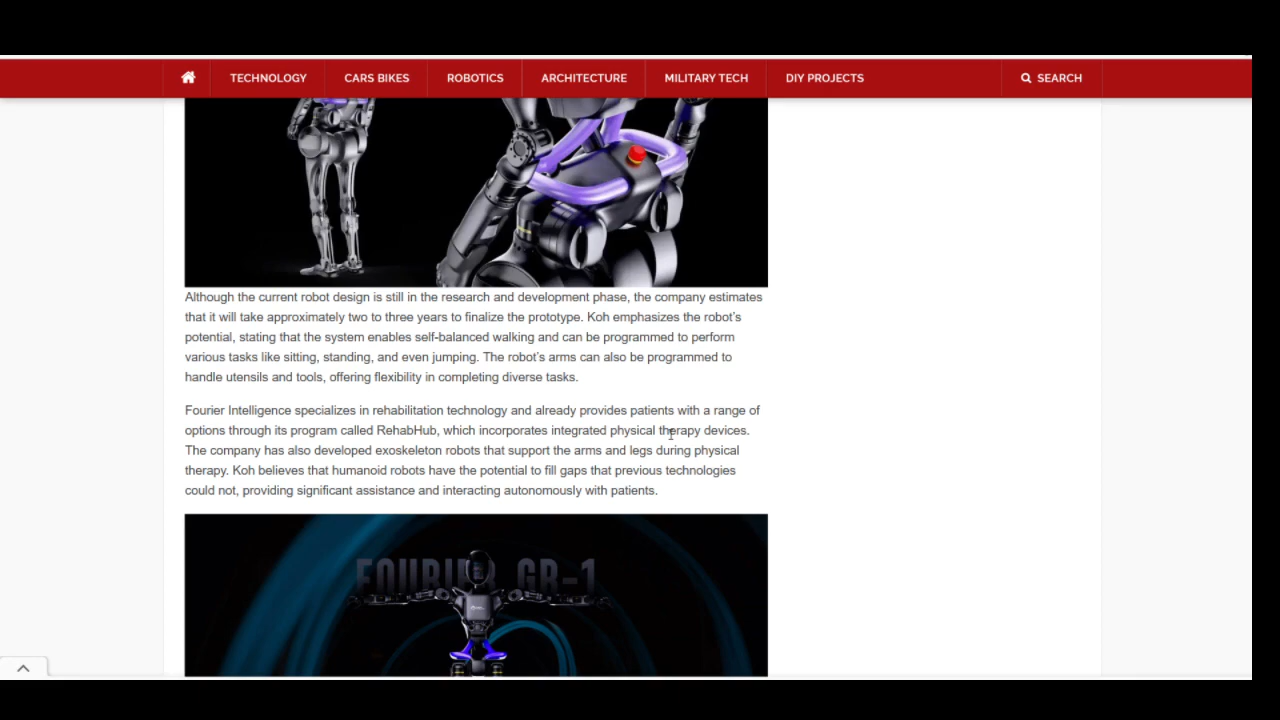 TECHNOLOGY CARS BIKES ROBOTICS ARCHITECTURE MILITARY TECH DIY PROJECTS SEARCH
Although the current robot design is still in the research and development phase, the company estimates
that it will take approximately two to three years to finalize the prototype. Koh emphasizes the robot’s
potential, stating that the system enables self-balanced walking and can be programmed to perform
various tasks like sitting, standing, and even jumping. The robot’s arms can also be programmed to
handle utensils and tools, offering flexibility in completing diverse tasks.
Fourier Intelligence specializes in rehabilitation technology and already provides patients with a range of
options through its program called RehabHub, which incorporates integrated physical therapy devices.
The company has also developed exoskeleton robots that support the arms and legs during physical
therapy. Koh believes that humanoid robots have the potential to fill gaps that previous technologies
could not, providing significant assistance and interacting autonomously with patients.
FOURIER GR-1